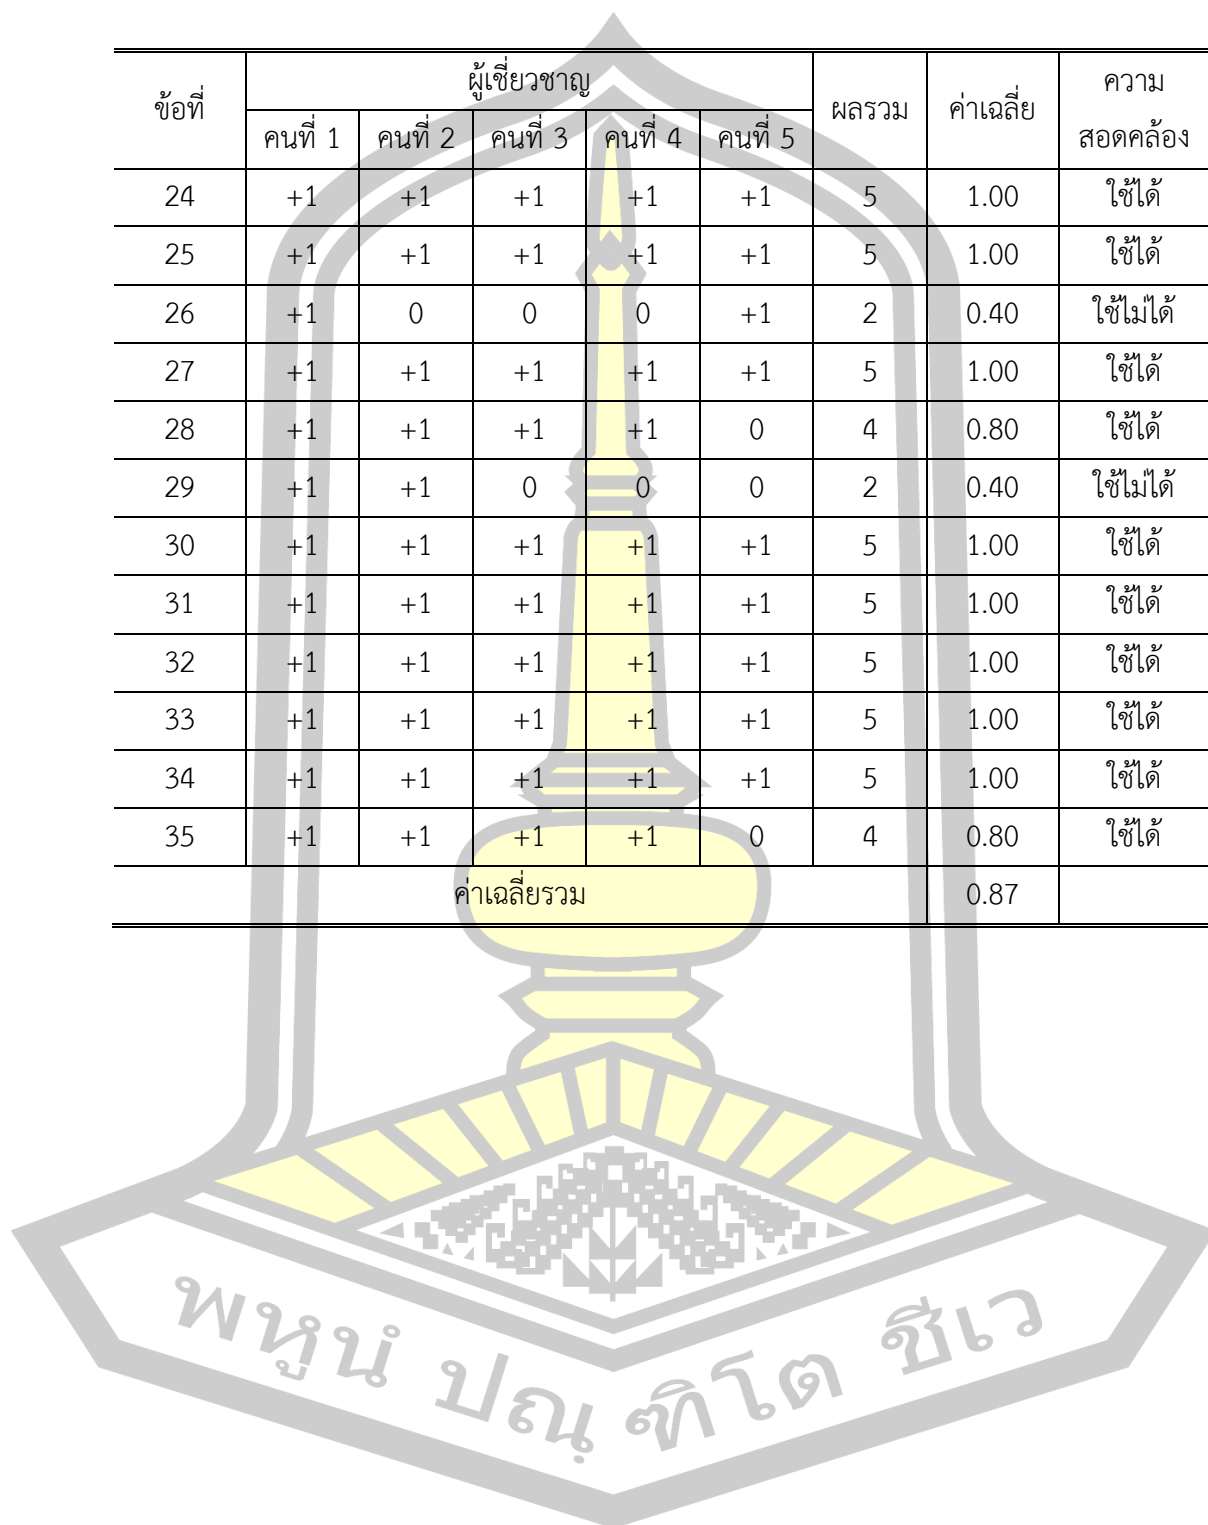 ข้อที่ ผู้เชี่ยวชาญ ผลรวม ค่าเฉลี่ย ความสอดคล้อง
คนที่ 1 คนที่ 2 คนที่ 3 คนที่ 4 คนที่ 5
24 +1 +1 +1 +1 +1 5 1.00 ใช้ได้
25 +1 +1 +1 +1 +1 5 1.00 ใช้ได้
26 +1 0 0 0 +1 2 0.40 ใช้ไม่ได้
27 +1 +1 +1 +1 +1 5 1.00 ใช้ได้
28 +1 +1 +1 +1 0 4 0.80 ใช้ได้
29 +1 +1 0 0 0 2 0.40 ใช้ไม่ได้
30 +1 +1 +1 +1 +1 5 1.00 ใช้ได้
31 +1 +1 +1 +1 +1 5 1.00 ใช้ได้
32 +1 +1 +1 +1 +1 5 1.00 ใช้ได้
33 +1 +1 +1 +1 +1 5 1.00 ใช้ได้
34 +1 +1 +1 +1 +1 5 1.00 ใช้ได้
35 +1 +1 +1 +1 0 4 0.80 ใช้ได้
ค่าเฉลี่ยรวม 0.87
พหูนํ ปณฺฑิโต ชีเว